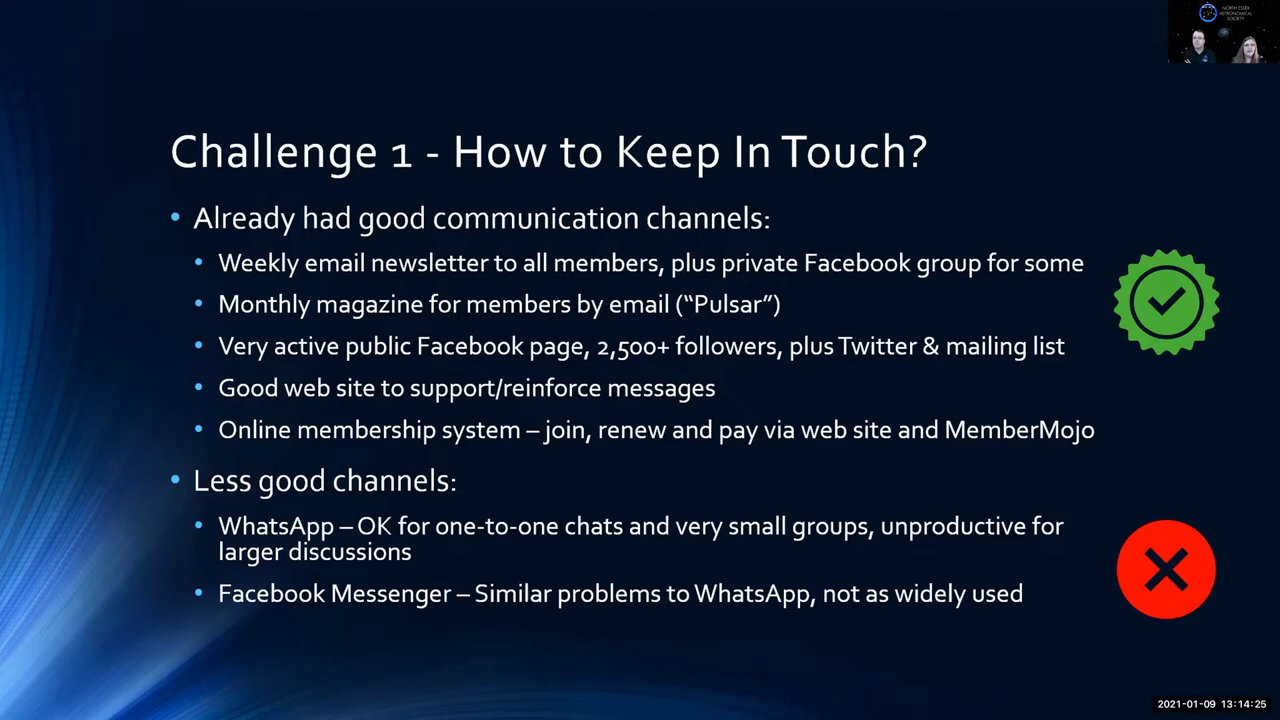 NORTH ESSEX
ASTRONOMICAL
SOCIETY
Challenge 1 - How to Keep In Touch?
• Already had good communication channels:
• Weekly email newsletter to all members, plus private Facebook group for some
• Monthly magazine for members by email (“Pulsar”)
• Very active public Facebook page, 2,500+ followers, plus Twitter & mailing list
• Good web site to support/reinforce messages
• Online membership system – join, renew and pay via web site and MemberMojo
• Less good channels:
• WhatsApp – OK for one-to-one chats and very small groups, unproductive for
larger discussions
• Facebook Messenger – Similar problems to WhatsApp, not as widely used
2021-01-09 13:14:25